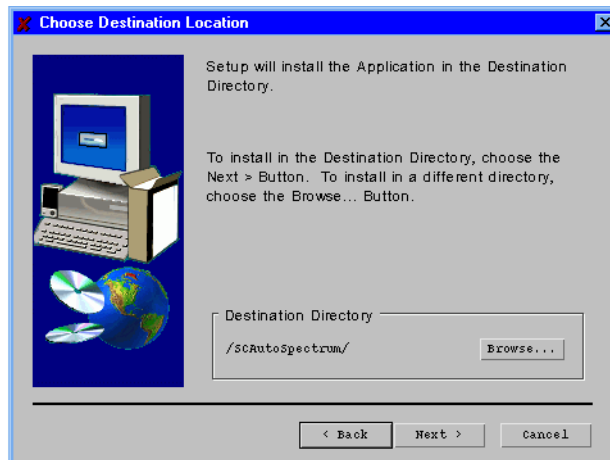 Choose Destination Location
Setup will install the Application in the Destination
Directory.
To install in the Destination Directory, choose the
Next > Button. To install in a different directory,
choose the Browse... Button.
Destination Directory
/SCAutoSpectrum/
Browse...
< Back
Next >
Cancel